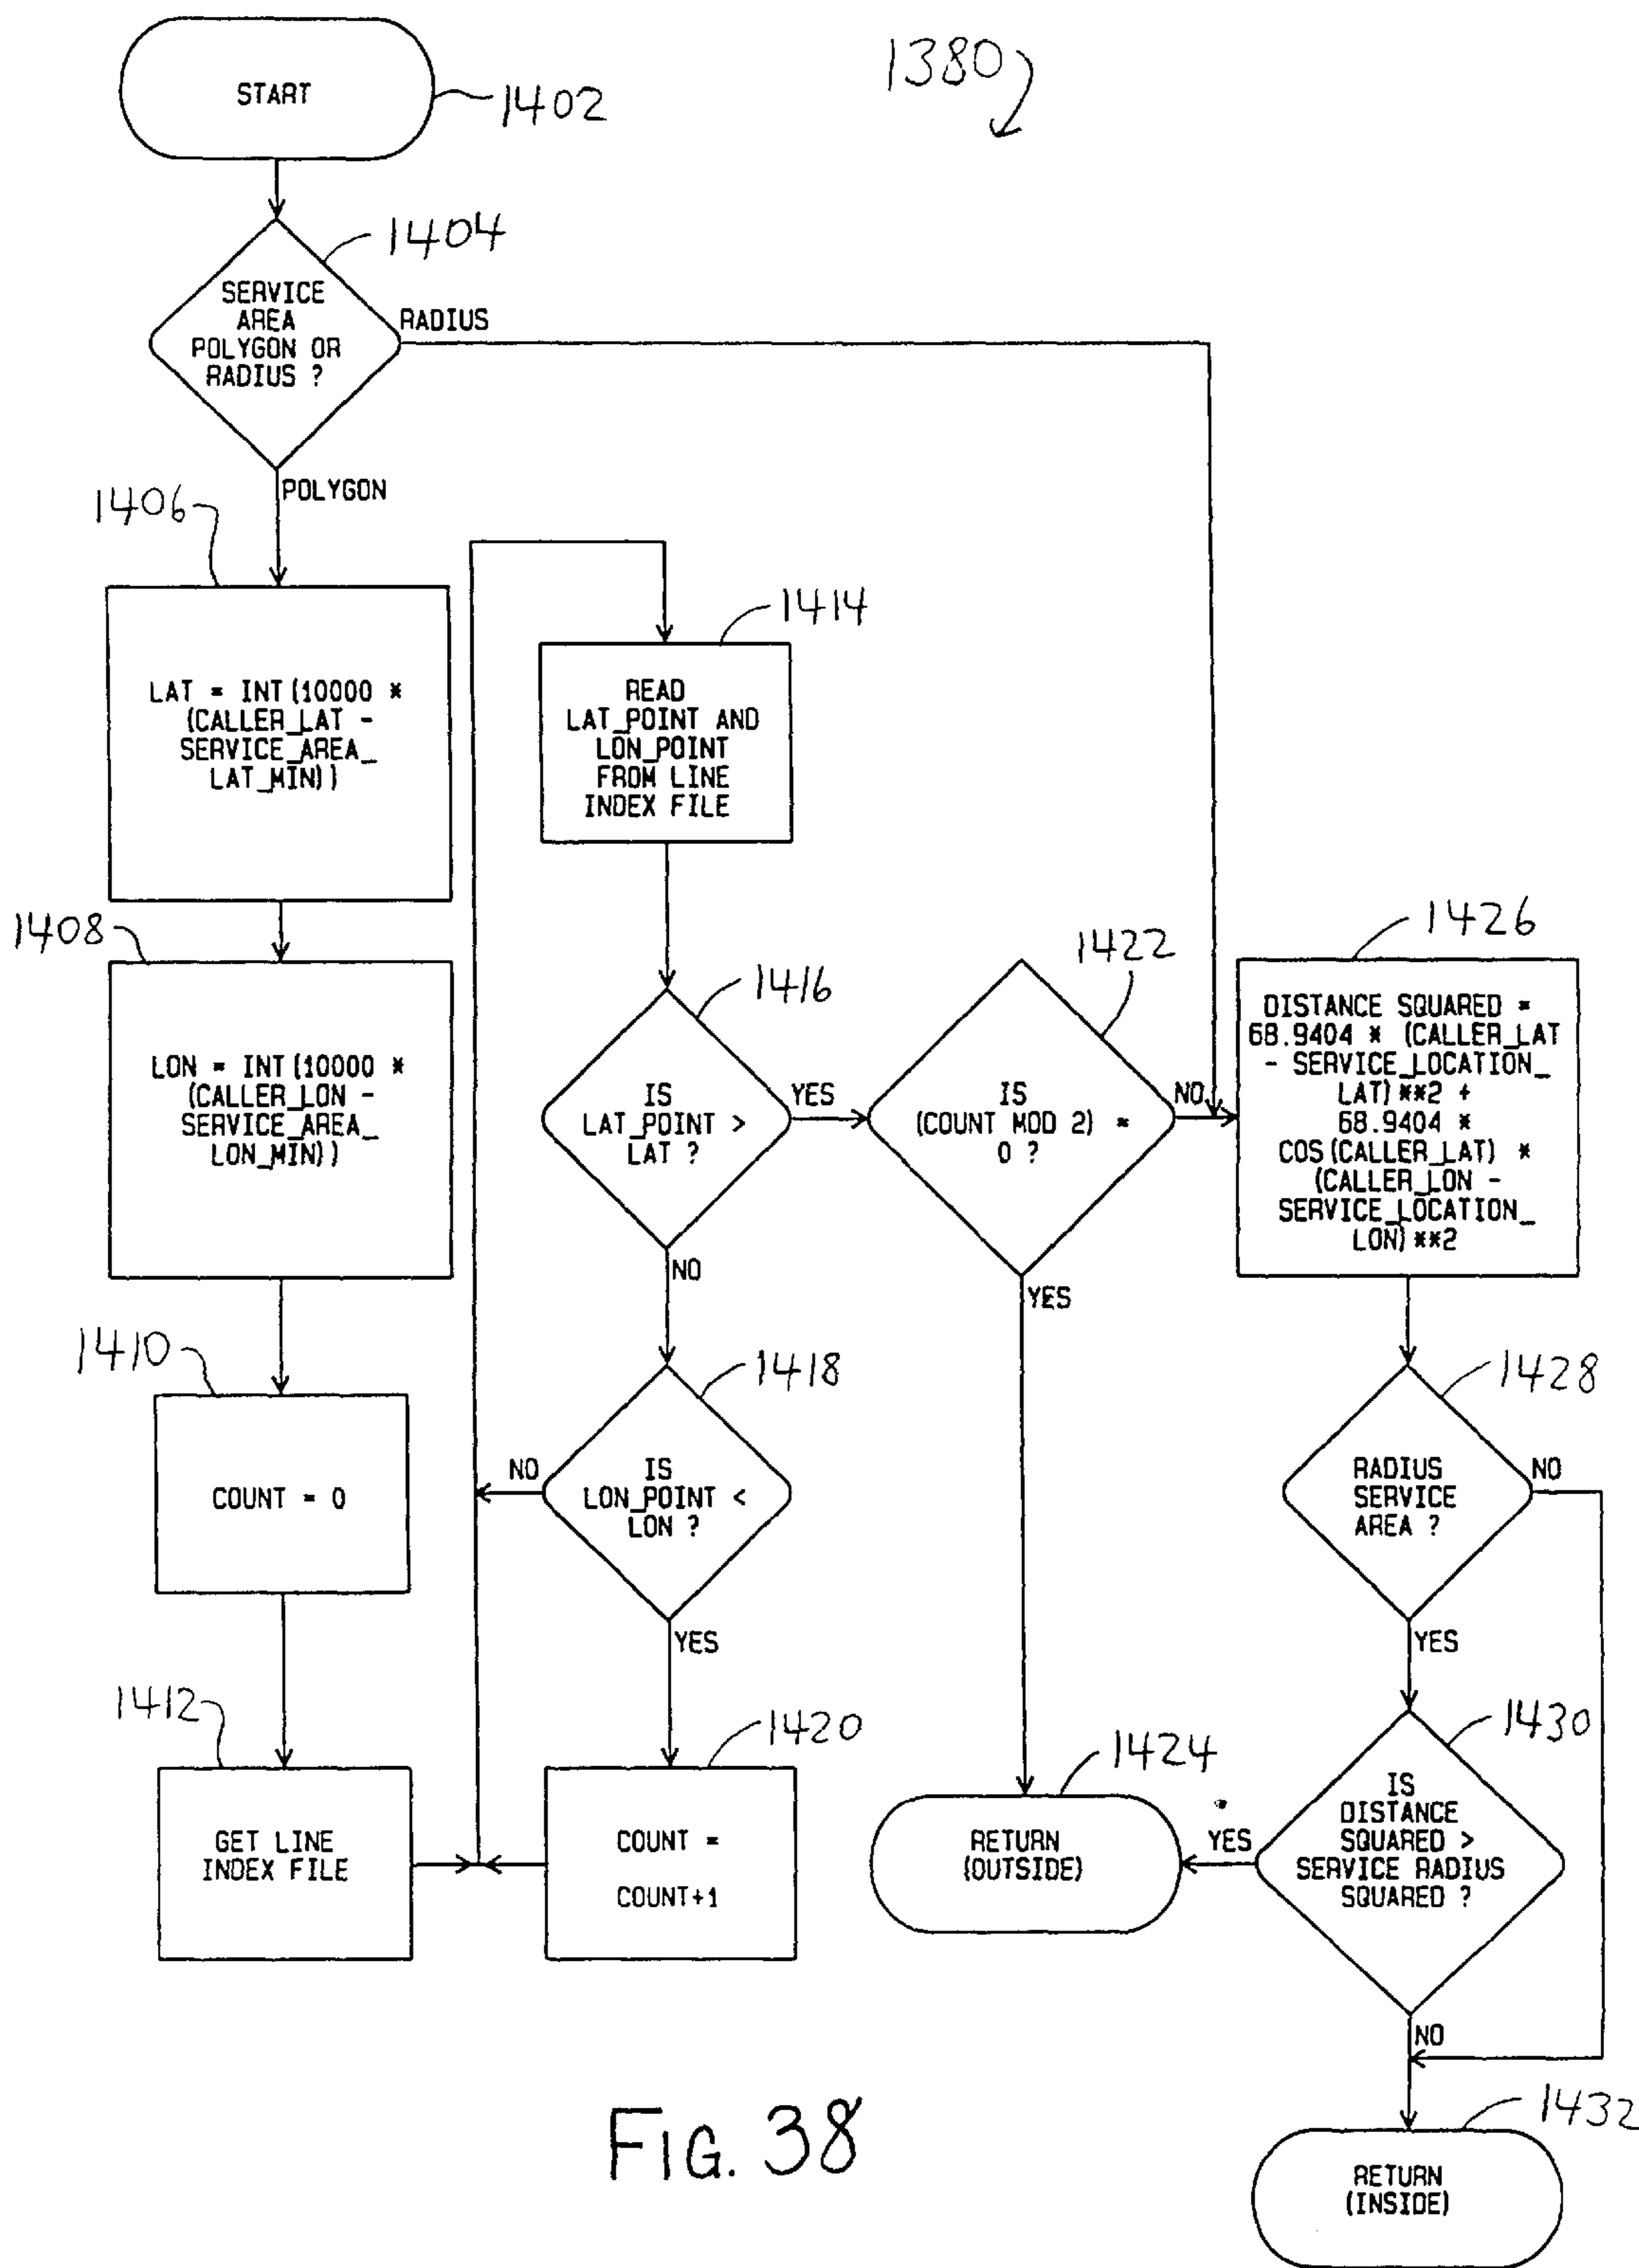 1380
START
1402
1404
SERVICE
AREA
POLYGON OR
RADIUS ?
RADIUS
POLYGON
1406
LAT = INT(10000 *
(CALLER_LAT -
SERVICE_AREA_
LAT_MIN))
1408
LON = INT(10000 *
(CALLER_LON -
SERVICE_AREA_
LON_MIN))
1410
COUNT = 0
1412
GET LINE
INDEX FILE
1414
READ
LAT_POINT AND
LON_POINT
FROM LINE
INDEX FILE
1416
IS
LAT_POINT >
LAT ?
YES
NO
1418
IS
LON_POINT <
LON ?
NO
YES
1420
COUNT =
COUNT+1
1422
IS
(COUNT MOD 2) =
0 ?
NO
YES
1424
RETURN
(OUTSIDE)
1426
DISTANCE SQUARED =
68.9404 * (CALLER_LAT
- SERVICE_LOCATION_
LAT)**2 +
68.9404 *
COS(CALLER_LAT) *
(CALLER_LON -
SERVICE_LOCATION_
LON)**2
1428
RADIUS
SERVICE
AREA ?
NO
YES
1430
IS
DISTANCE
SQUARED >
SERVICE RADIUS
SQUARED ?
YES
NO
1432
RETURN
(INSIDE)
FIG. 38